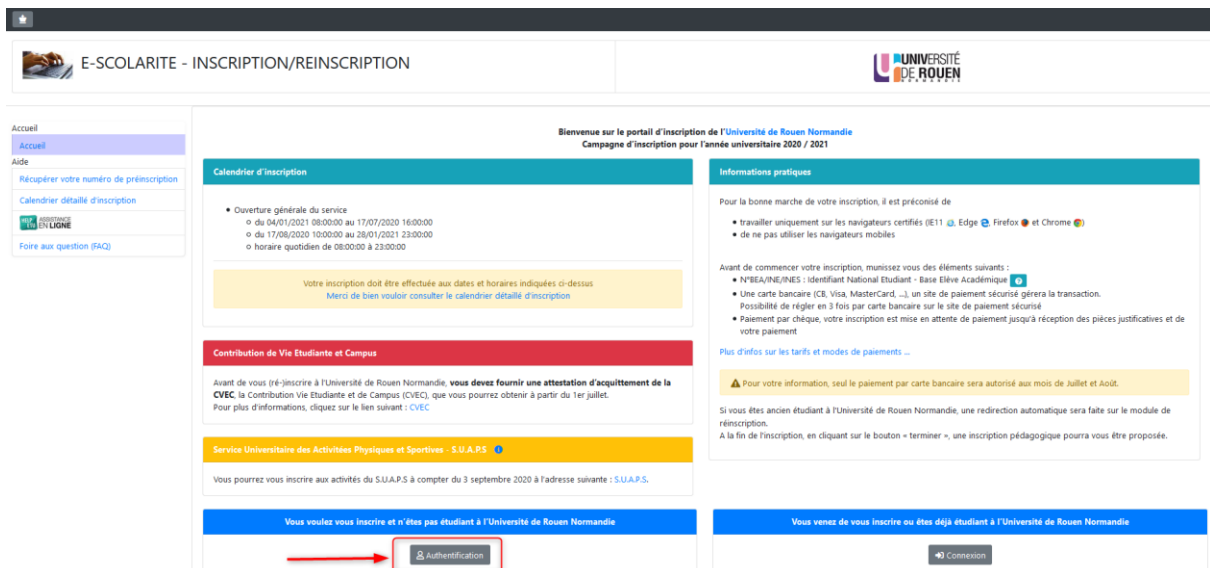 E-SCOLARITE - INSCRIPTION/REINSCRIPTION
UNIVERSITÉ
DE ROUEN
NORMANDIE
Accueil
Accueil
Aide
Récupérer votre numéro de préinscription
Calendrier détaillé d'inscription
ASSISTANCE
EN LIGNE
Foire aux question (FAQ)
Bienvenue sur le portail d'inscription de l'Université de Rouen Normandie
Campagne d'inscription pour l'année universitaire 2020 / 2021
Calendrier d'inscription
• Ouverture générale du service
du 04/01/2021 08:00:00 au 17/07/2020 16:00:00
du 17/08/2020 10:00:00 au 28/01/2021 23:00:00
horaire quotidien de 08:00:00 à 23:00:00
Votre inscription doit être effectuée aux dates et horaires indiquées ci-dessus
Merci de bien vouloir consulter le calendrier détaillé d'inscription
Contribution de Vie Etudiante et Campus
Avant de vous (ré-)inscrire à l'Université de Rouen Normandie, vous devez fournir une attestation d'acquittement de la
CVEC, la Contribution Vie Etudiante et de Campus (CVEC), que vous pourrez obtenir à partir du 1er juillet.
Pour plus d'informations, cliquez sur le lien suivant : CVEC
Service Universitaire des Activitées Physiques et Sportives - S.U.A.P.S
Vous pourrez vous inscrire aux activités du S.U.A.P.S à compter du 3 septembre 2020 à l'adresse suivante : S.U.A.P.S.
Vous voulez vous inscrire et n'êtes pas étudiant à l'Université de Rouen Normandie
Authentification
Informations pratiques
Pour la bonne marche de votre inscription, il est préconisé de
• travailler uniquement sur les navigateurs certifiés (IE11 , Edge , Firefox et Chrome )
• de ne pas utiliser les navigateurs mobiles
Avant de commencer votre inscription, munissez vous des éléments suivants :
• N°BEA/INE/INES : Identifiant National Etudiant - Base Elève Académique
• Une carte bancaire (CB, Visa, MasterCard, ...), un site de paiement sécurisé gérera la transaction.
Possibilité de régler en 3 fois par carte bancaire sur le site de paiement sécurisé
• Paiement par chèque, votre inscription est mise en attente de paiement jusqu'à réception des pièces justificatives et de
votre paiement
Plus d'infos sur les tarifs et modes de paiements ...
Pour votre information, seul le paiement par carte bancaire sera autorisé aux mois de Juillet et Août.
Si vous êtes ancien étudiant à l'Université de Rouen Normandie, une redirection automatique sera faite sur le module de
réinscription.
A la fin de l'inscription, en cliquant sur le bouton « terminer », une inscription pédagogique pourra vous être proposée.
Vous venez de vous inscrire ou êtes déjà étudiant à l'Université de Rouen Normandie
Connexion